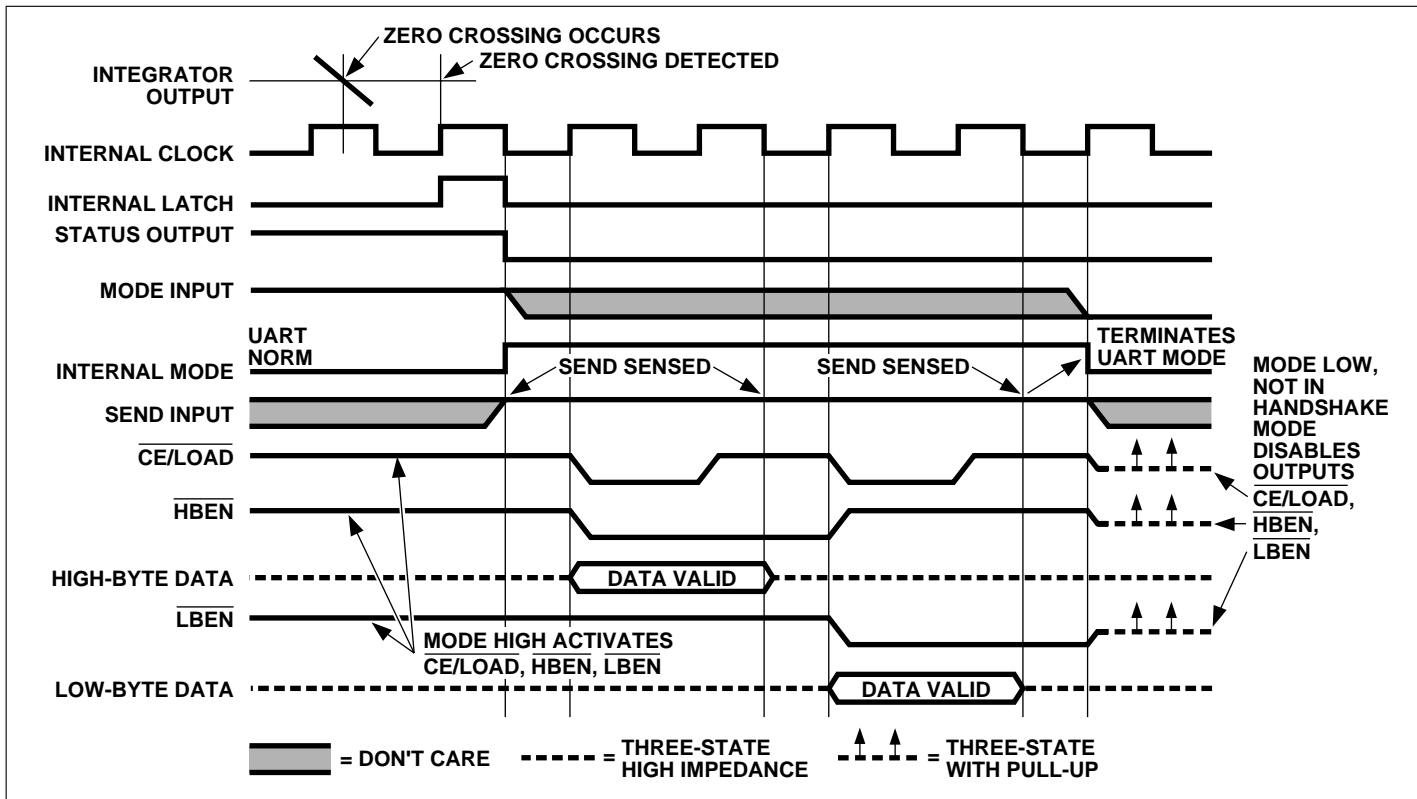 ZERO CROSSING OCCURS
ZERO CROSSING DETECTED
INTEGRATOR
OUTPUT
INTERNAL CLOCK
INTERNAL LATCH
STATUS OUTPUT
MODE INPUT
UART
NORM
TERMINATES
UART MODE
INTERNAL MODE
SEND SENSED
SEND SENSED
MODE LOW,
NOT IN
HANDSHAKE
MODE
DISABLES
OUTPUTS
CE/LOAD,
HBEN,
LBEN
SEND INPUT
CE/LOAD
HBEN
HIGH-BYTE DATA
DATA VALID
LBEN
MODE HIGH ACTIVATES
CE/LOAD, HBEN, LBEN
LOW-BYTE DATA
DATA VALID
= DON'T CARE
= THREE-STATE
HIGH IMPEDANCE
= THREE-STATE
WITH PULL-UP